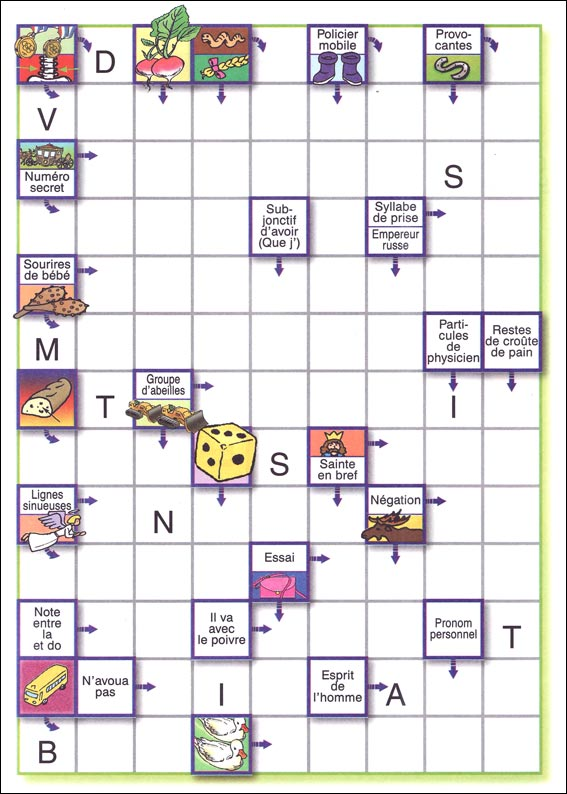 D
Policier
mobile
Provo-
cantes
V
Numéro
secret
S
Sub-
jonctif
d'avoir
(Que j')
Syllabe
de prise
Empereur
russe
Sourires
de bébé
M
Parti-
cules
de
physicien
Restes
de croûte
de pain
T
Groupe
d'abeilles
I
S
Sainte
en bref
Lignes
sinueuses
N
Négation
Essai
Note
entre
la
et do
Il va
avec
le poivre
Pronom
personnel
T
N'avoua
pas
I
Esprit
de
l'homme
A
B